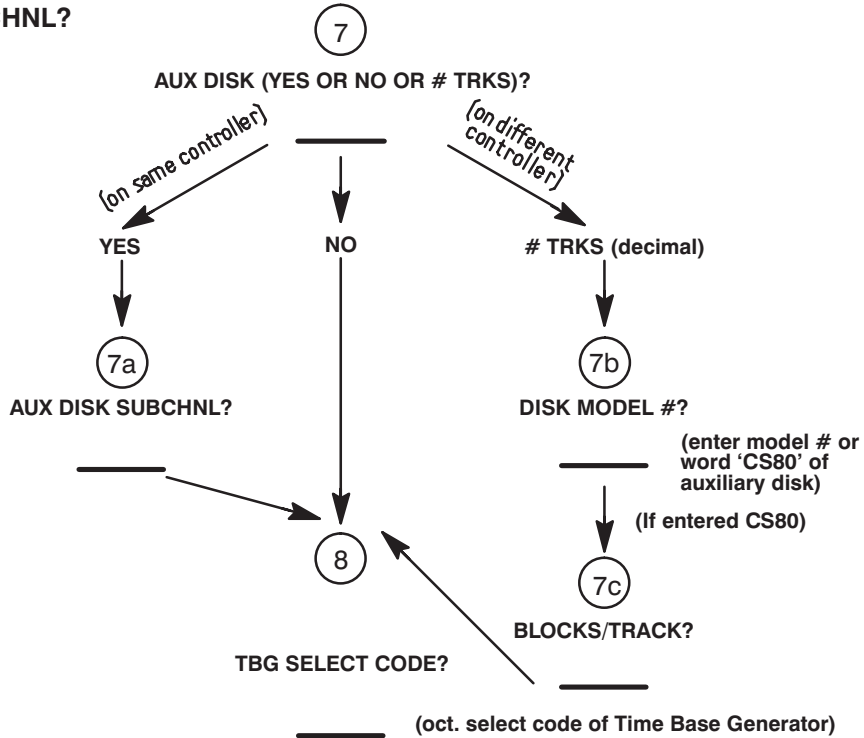 HNL?
7
AUX DISK (YES OR NO OR # TRKS)?
(on same controller)
(on different
controller)
YES
NO
# TRKS (decimal)
7a
AUX DISK SUBCHNL?
7b
DISK MODEL #?
(enter model # or
word ‘CS80’ of
auxiliary disk)
(If entered CS80)
8
7c
BLOCKS/TRACK?
TBG SELECT CODE?
(oct. select code of Time Base Generator)